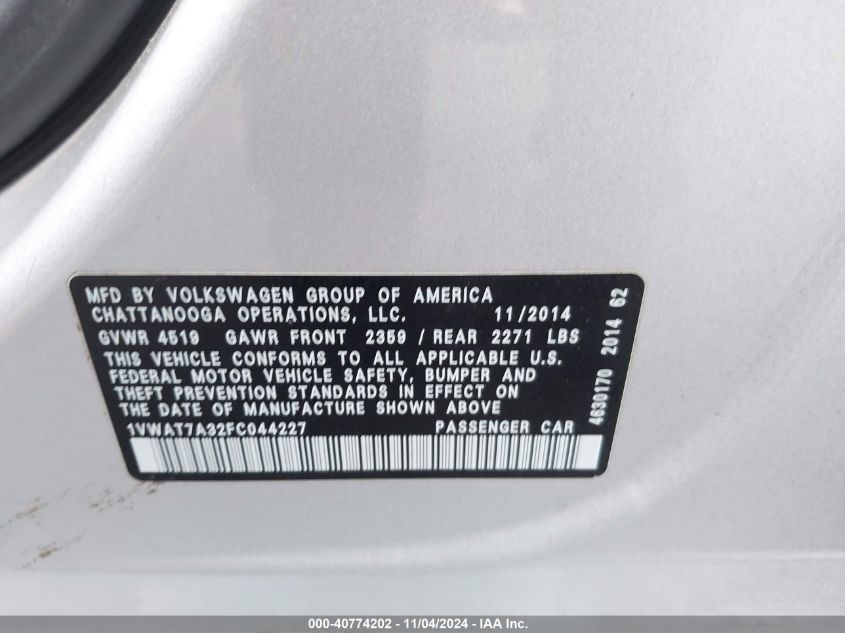 MFD BY VOLKSWAGEN GROUP OF AMERICA
CHATTANOOGA OPERATIONS, LLC. 11/2014
GVWR 4519 GAWR FRONT 2359 / REAR 2271 LBS
THIS VEHICLE CONFORMS TO ALL APPLICABLE U.S.
FEDERAL MOTOR VEHICLE SAFETY, BUMPER AND
THEFT PREVENTION STANDARDS IN EFFECT ON
THE DATE OF MANUFACTURE SHOWN ABOVE
1VWAT7A32FC044227 PASSENGER CAR
4630170 2014 62
000-40774202 - 11/04/2024 - IAA Inc.